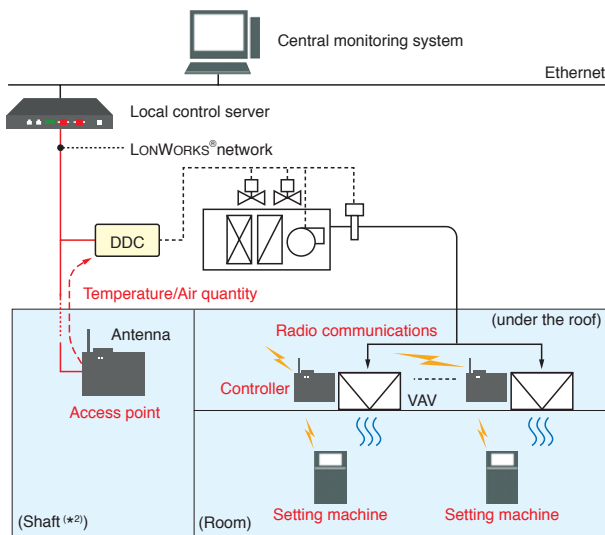 Central monitoring system
Ethernet
Local control server
LONWORKS® network
DDC
Temperature/Air quantity
Antenna
Access point
(Shaft (*2))
(under the roof)
Radio communications
Controller
VAV
Setting machine
Setting machine
(Room)